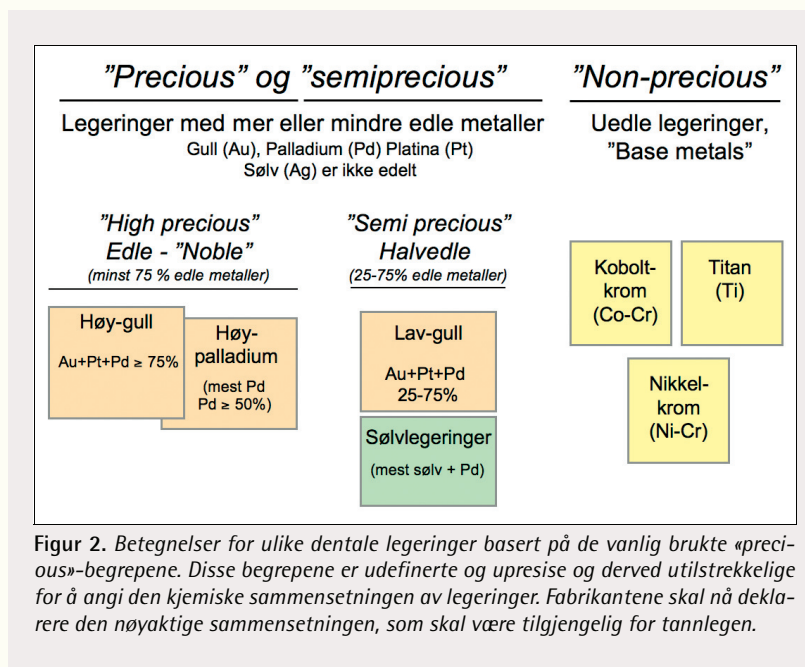 ”Precious” og ”semiprecious”
Legeringer med mer eller mindre edle metaller
Gull (Au), Palladium (Pd) Platina (Pt)
Sølv (Ag) er ikke edelt
”High precious”
Edle - ”Noble”
(minst 75 % edle metaller)
Høy-gull
Au+Pt+Pd ≥ 75%
Høy-
palladium
(mest Pd
Pd ≥ 50%)
”Semi precious”
Halvedle
(25-75% edle metaller)
Lav-gull
Au+Pt+Pd
25-75%
Sølvlegeringer
(mest sølv + Pd)
”Non-precious”
Uedle legeringer,
”Base metals”
Kobolt-
krom
(Co-Cr)
Titan
(Ti)
Nikkel-
krom
(Ni-Cr)
Figur 2. Betegnelser for ulike dentale legeringer basert på de vanlig brukte «preci-
ous»-begrepene. Disse begrepene er udefinerte og upresise og derved utilstrekkelige
for å angi den kjemiske sammensetningen av legeringer. Fabrikantene skal nå dekla-
rere den nøyaktige sammensetningen, som skal være tilgjengelig for tannlegen.